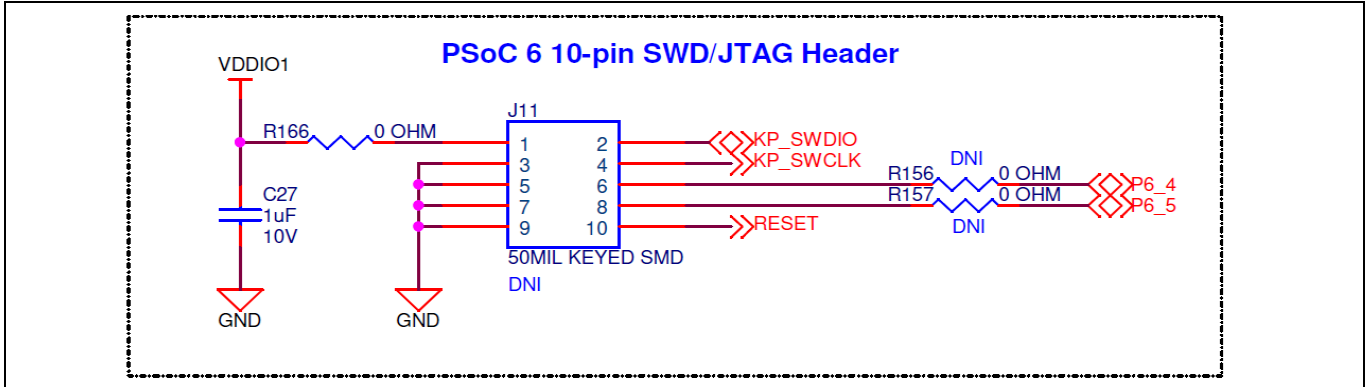 PSoC 6 10-pin SWD/JTAG Header
VDDIO1
J11
R166 0 OHM 1 2 KP_SWDIO
3 4 KP_SWCLK
DNI
5 6 R156 0 OHM P6_4
7 8 R157 0 OHM P6_5
DNI
9 10 RESET
C27
1uF
10V
50MIL KEYED SMD
DNI
GND GND